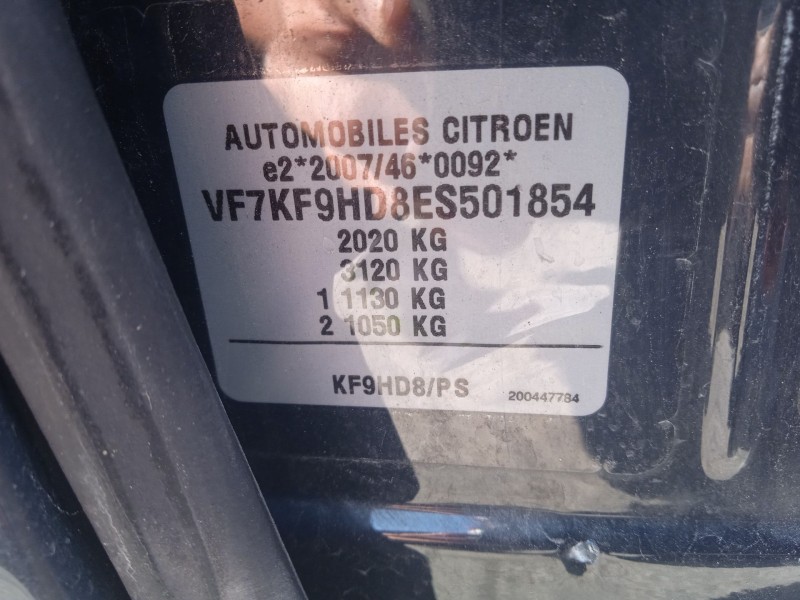 AUTOMOBILES CITROEN
e2*2007/46*0092*
VF7KF9HD8ES501854
2020 KG
3120 KG
1 1130 KG
2 1050 KG
KF9HD8/PS
200447784